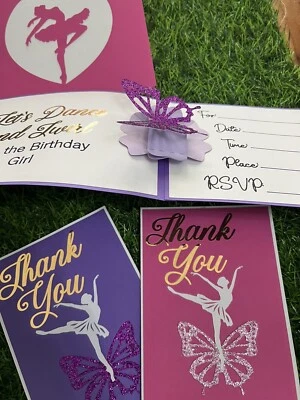 Let's Dance
and Twirl
the Birthday
Girl
For
Date
Time
Place
RSVP
Thank
You
Thank
You